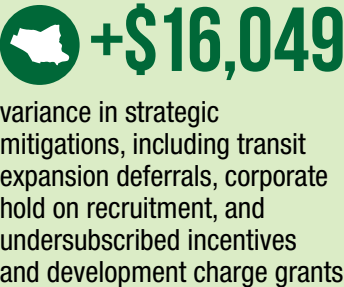 +$16,049
variance in strategic
mitigations, including transit
expansion deferrals, corporate
hold on recruitment, and
undersubscribed incentives
and development charge grants